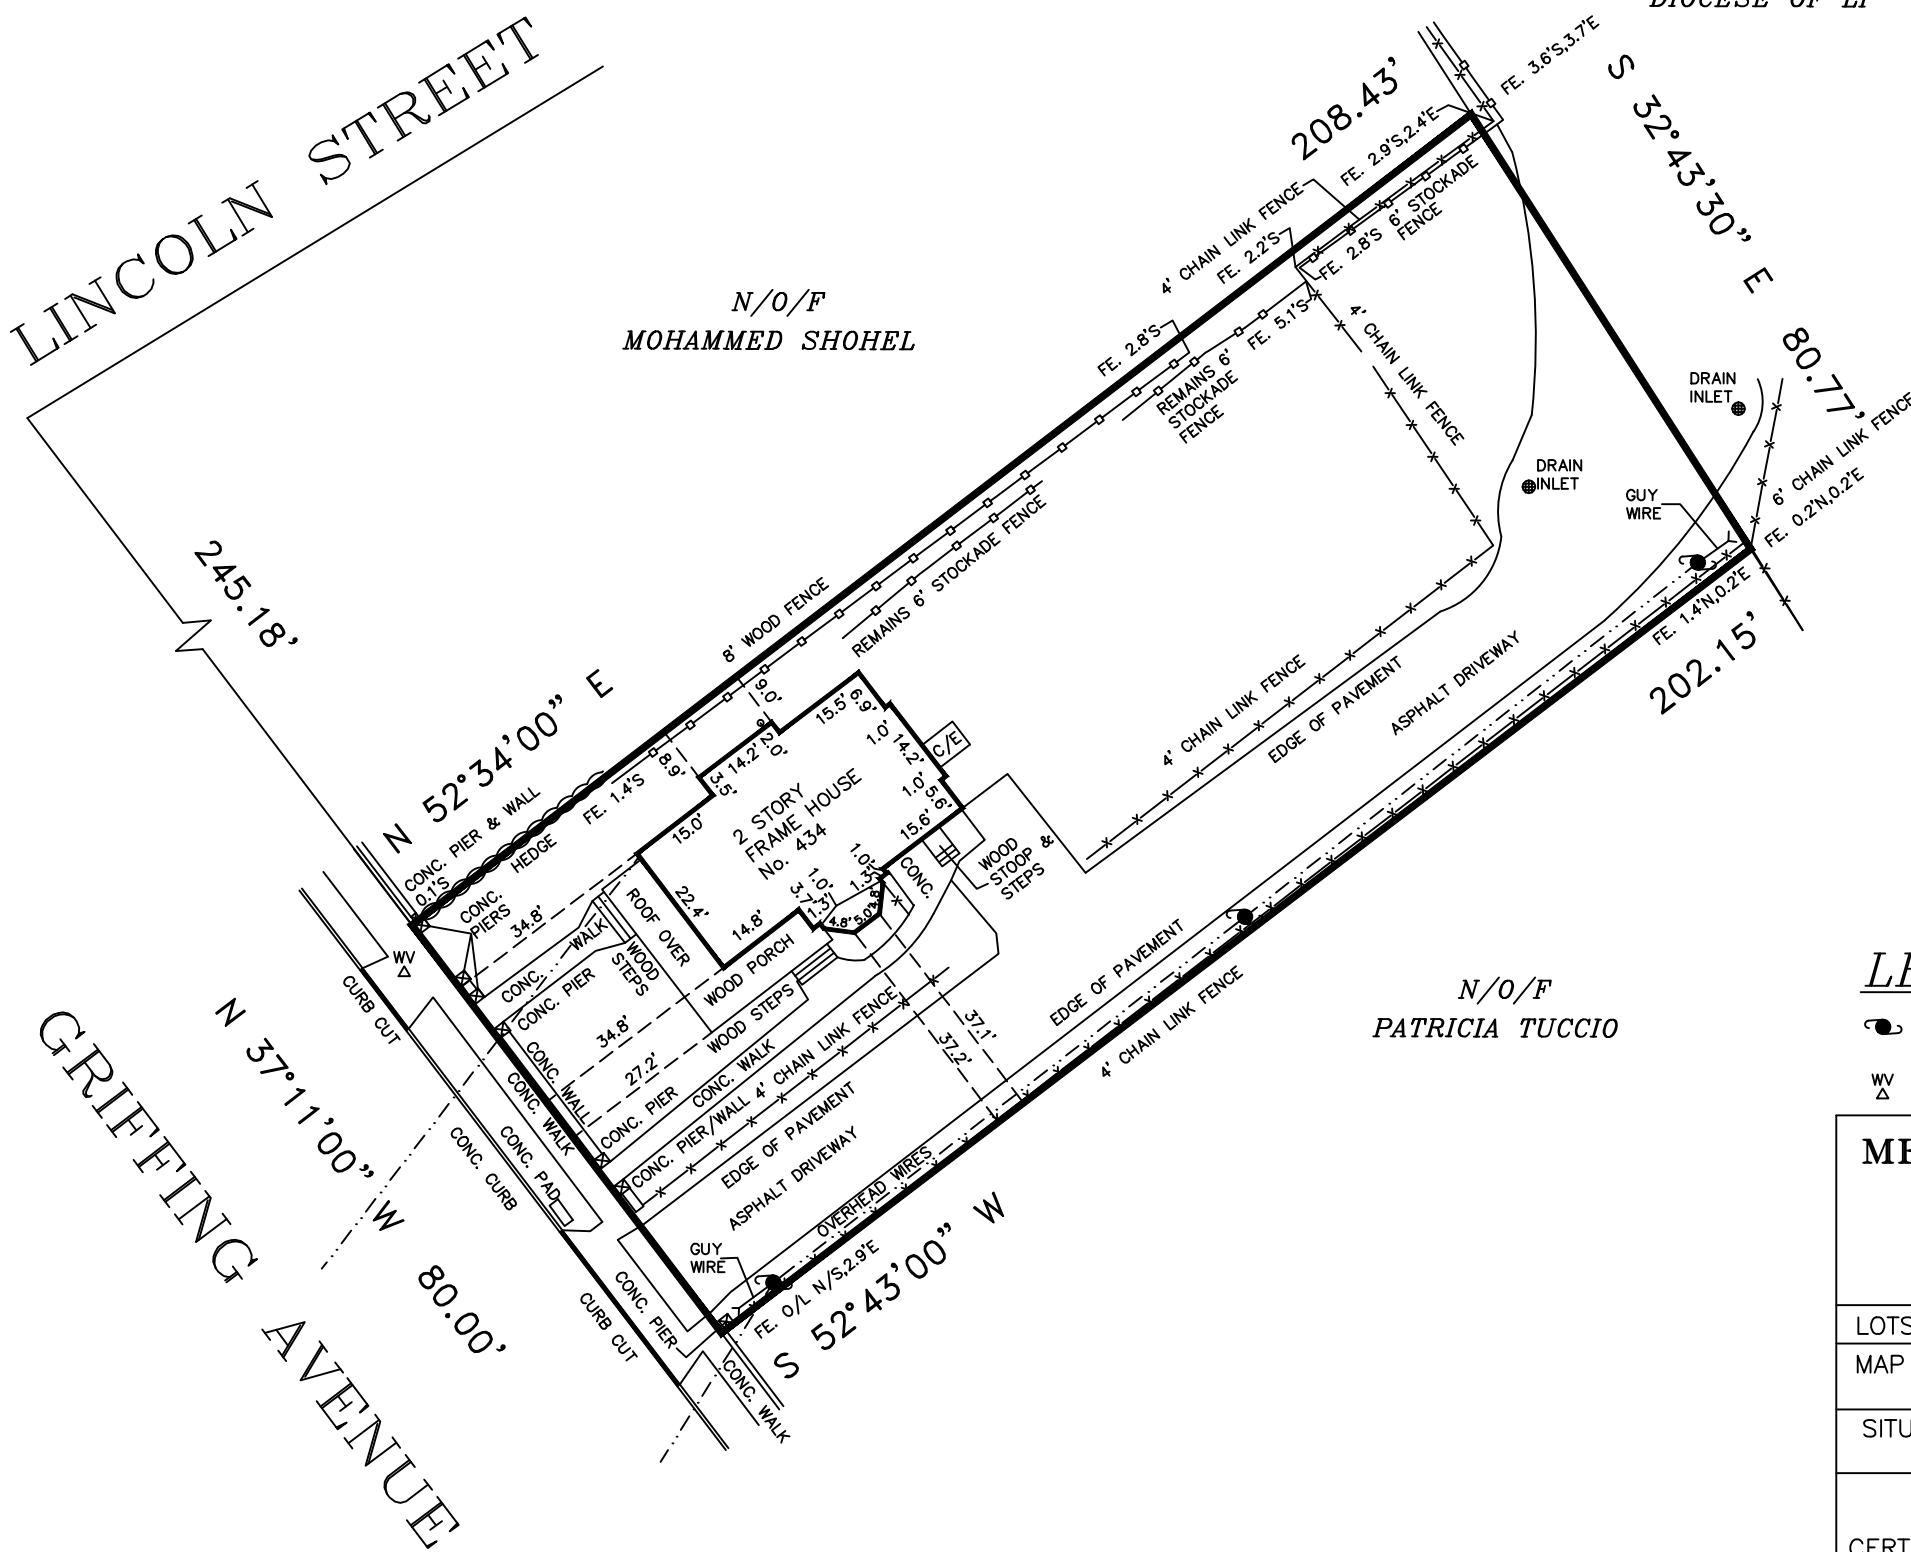 DIOCESE OF LI
LINCOLN STREET
N/O/F
MOHAMMED SHOHEL
208.43'
S 32°43'30" E 80.77'
FE. 3.6'S,3.7'E
FE. 2.9'S,2.4'E
4' CHAIN LINK FENCE
FE. 2.2'S
FE. 2.8'S
6' STOCKADE
FENCE
FE. 2.8'S
FE. 5.1'S
REMAINS 6'
STOCKADE
FENCE
4' CHAIN LINK FENCE
DRAIN
INLET
DRAIN
INLET
GUY
WIRE
6' CHAIN LINK FENCE
FE. 0.2'N,0.2'E
FE. 1.4'N,0.2'E
202.15'
245.18'
N 52°34'00" E
8' WOOD FENCE
REMAINS 6' STOCKADE FENCE
4' CHAIN LINK FENCE
EDGE OF PAVEMENT
ASPHALT DRIVEWAY
CONC. PIER & WALL
0.1'S
HEDGE
FE. 1.4'S
CONC.
PIERS
34.8'
8.9'
9.0'
15.0'
3.5'
14.2'
2.0'
15.5'
6.9'
1.0'
14.2'
C/E
1.0'
5.6'
15.6'
2 STORY
FRAME HOUSE
No. 434
22.4'
14.8'
3.7'
1.0'
1.3'
4.8'
5.0'
4.8'
1.3'
1.0'
CONC.
WOOD
STOOP &
STEPS
ROOF OVER
WOOD PORCH
WOOD
STEPS
WOOD STEPS
CONC. WALK
CONC. PIER
34.8'
27.2'
CONC. WALL
CONC. WALK
CONC. PIER
CONC. WALK
CONC. PIER/WALL 4' CHAIN LINK FENCE
EDGE OF PAVEMENT
ASPHALT DRIVEWAY
37.1'
37.2'
EDGE OF PAVEMENT
4' CHAIN LINK FENCE
OVERHEAD WIRES
WV
CURB CUT
CONC. PAD
CONC. CURB
N 37°11'00" W 80.00'
GRIFFING AVENUE
GUY
WIRE
FE. O/L N/S,2.9'E
CONC. PIER
CURB CUT
CONC. WALK
S 52°43'00" W
N/O/F
PATRICIA TUCCIO
WV
LOTS
MAP